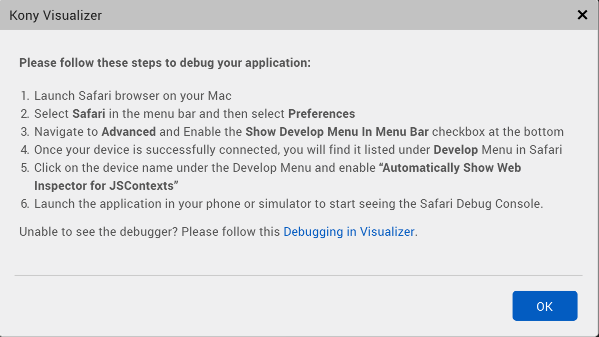 Kony Visualizer
Please follow these steps to debug your application:
1. Launch Safari browser on your Mac
2. Select Safari in the menu bar and then select Preferences
3. Navigate to Advanced and Enable the Show Develop Menu In Menu Bar checkbox at the bottom
4. Once your device is successfully connected, you will find it listed under Develop Menu in Safari
5. Click on the device name under the Develop Menu and enable “Automatically Show Web
Inspector for JSContexts”
6. Launch the application in your phone or simulator to start seeing the Safari Debug Console.
Unable to see the debugger? Please follow this Debugging in Visualizer.
OK